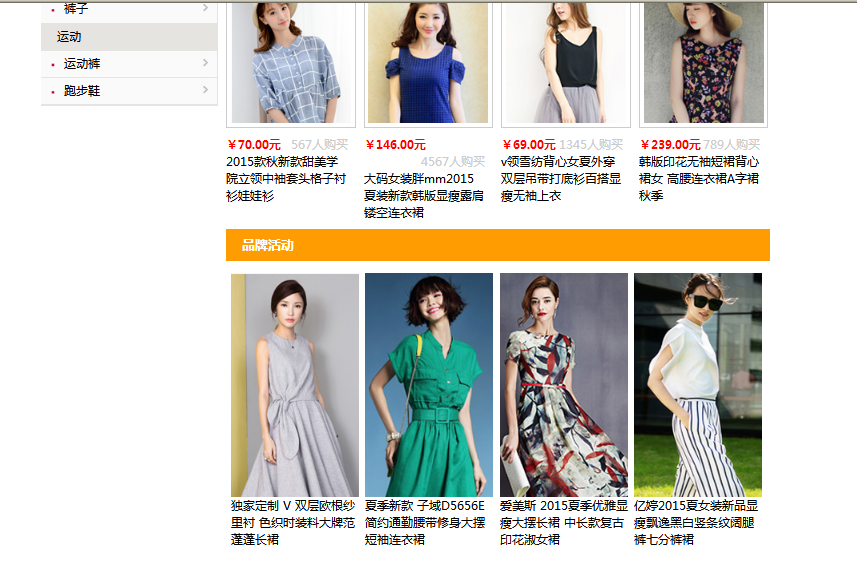 裤子
运动
运动裤
跑步鞋
￥70.00元 567人购买
2015款秋新款甜美学
院立领中袖套头格子衬
衫娃娃衫
￥146.00元
4567人购买
大码女装胖mm2015
夏装新款韩版显瘦露肩
镂空连衣裙
￥69.00元 1345人购买
v领雪纺背心女夏外穿
双层吊带打底衫百搭显
瘦无袖上衣
￥239.00元 789人购买
韩版印花无袖短裙背心
裙女 高腰连衣裙A字裙
秋季
品牌活动
独家定制 V 双层欧根纱
里衬 色织时装料大牌范
蓬蓬长裙
夏季新款 子域D5656E
简约通勤腰带修身大摆
短袖连衣裙
爱美斯 2015夏季优雅显
瘦大摆长裙 中长款复古
印花淑女裙
亿婷2015夏女装新品显
瘦飘逸黑白竖条纹阔腿
裤七分裤裙